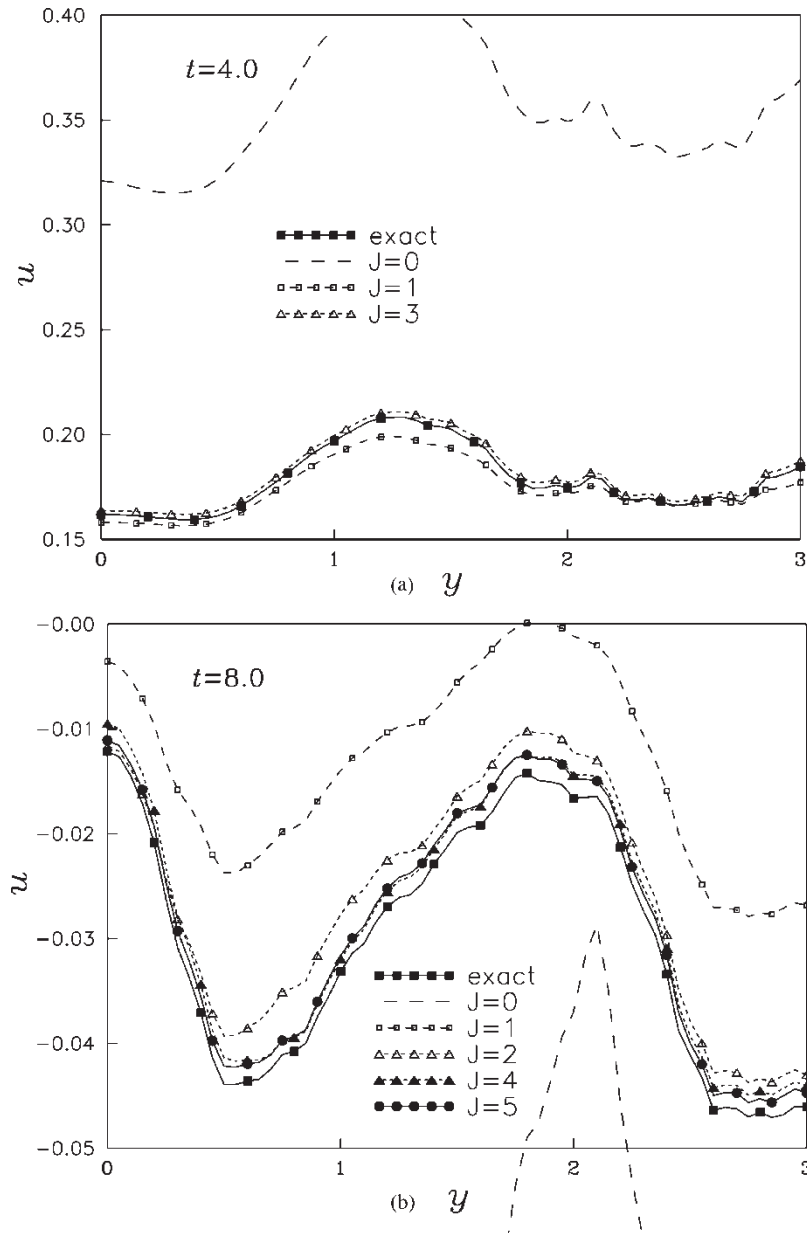 0.40
t=4.0
0.35
0.30
exact
J=0
J=1
J=3
u
0.25
0.20
0.15
0 1 2 3
(a) y
−0.00
t=8.0
−0.01
−0.02
u
−0.03
exact
J=0
J=1
J=2
J=4
J=5
−0.04
−0.05
0 1 2 3
(b) y